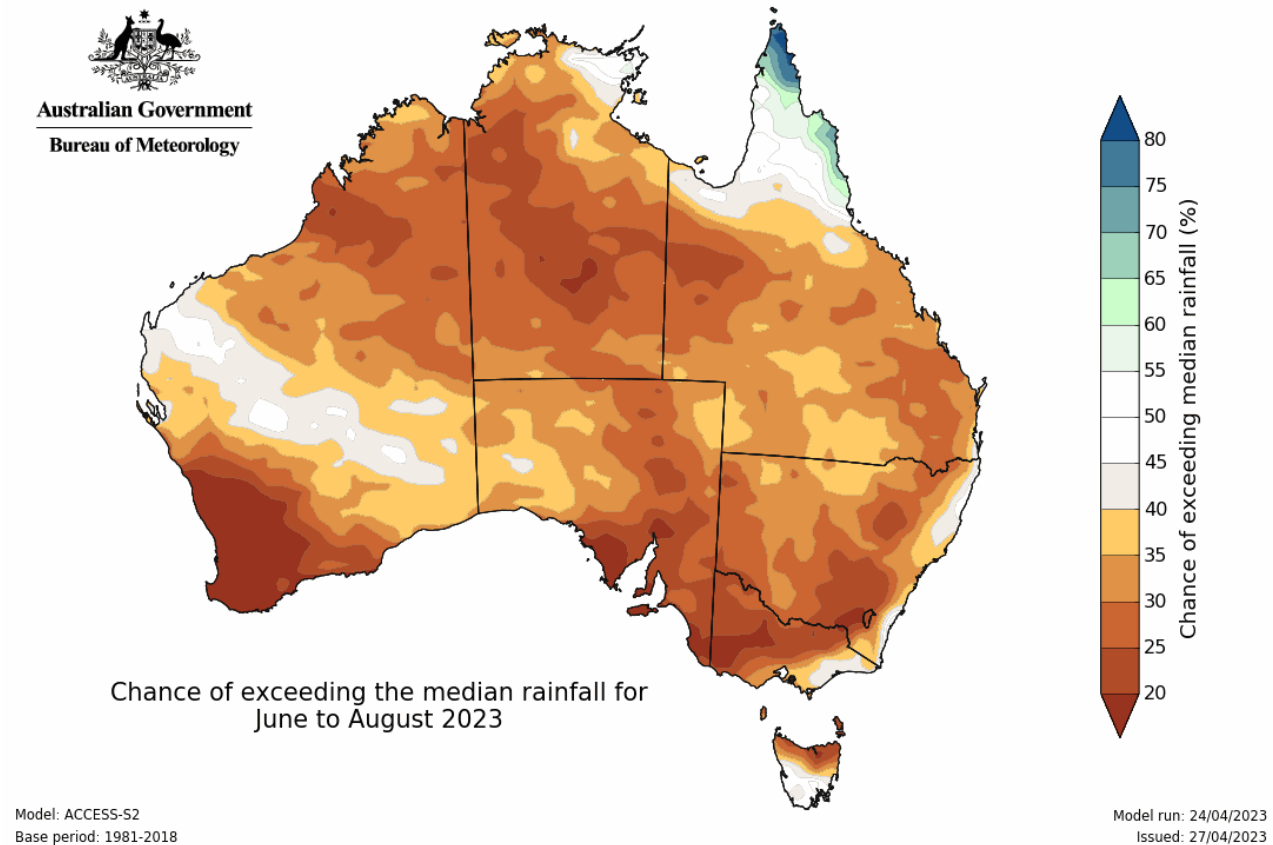 Australian Government
Bureau of Meteorology
80
75
70
65
60
55
50
45
40
35
30
25
20
Chance of exceeding median rainfall (%)
Chance of exceeding the median rainfall for
June to August 2023
Model: ACCESS-S2
Base period: 1981-2018
Model run: 24/04/2023
Issued: 27/04/2023